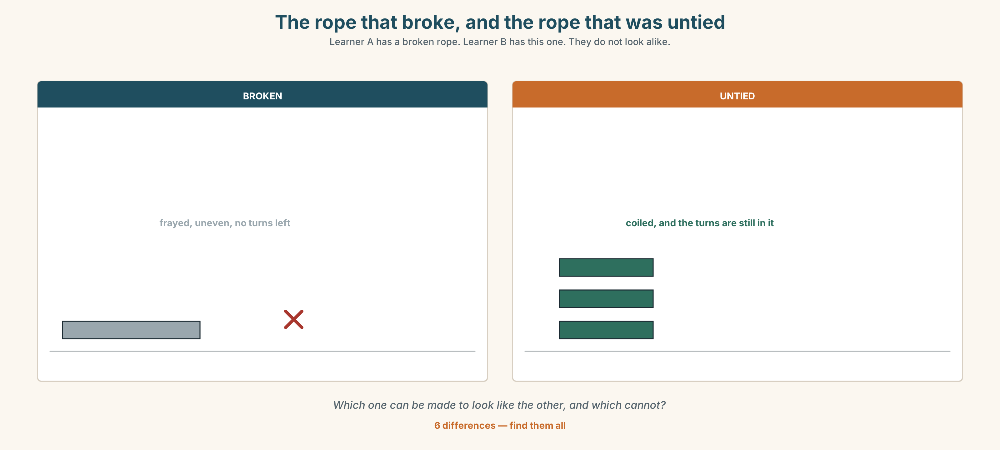 The rope that broke, and the rope that was untied
Learner A has a broken rope. Learner B has this one. They do not look alike.
BROKEN
frayed, uneven, no turns left
UNTIED
coiled, and the turns are still in it
Which one can be made to look like the other, and which cannot?
6 differences — find them all